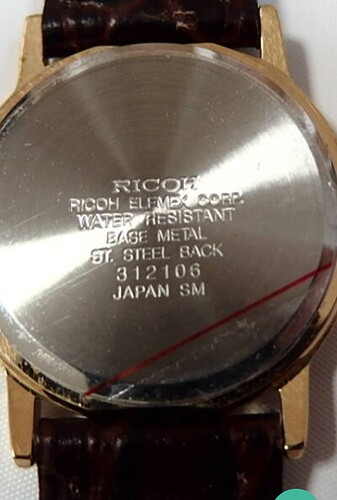 RICOH
RICOH ELEMEX CORP.
WATER RESISTANT
BASE METAL
ST. STEEL BACK
312106
JAPAN SM